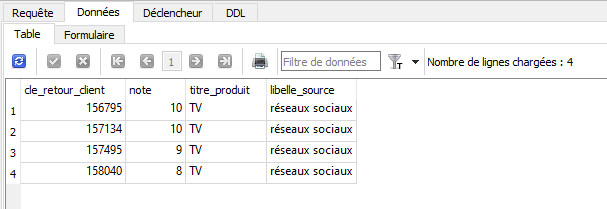 Requête Données Déclencheur DDL
Table Formulaire
1 Filtre de données T Nombre de lignes chargées : 4
cle_retour_client note titre_produit libelle_source
1 156795 10 TV réseaux sociaux
2 157134 10 TV réseaux sociaux
3 157495 9 TV réseaux sociaux
4 158040 8 TV réseaux sociaux